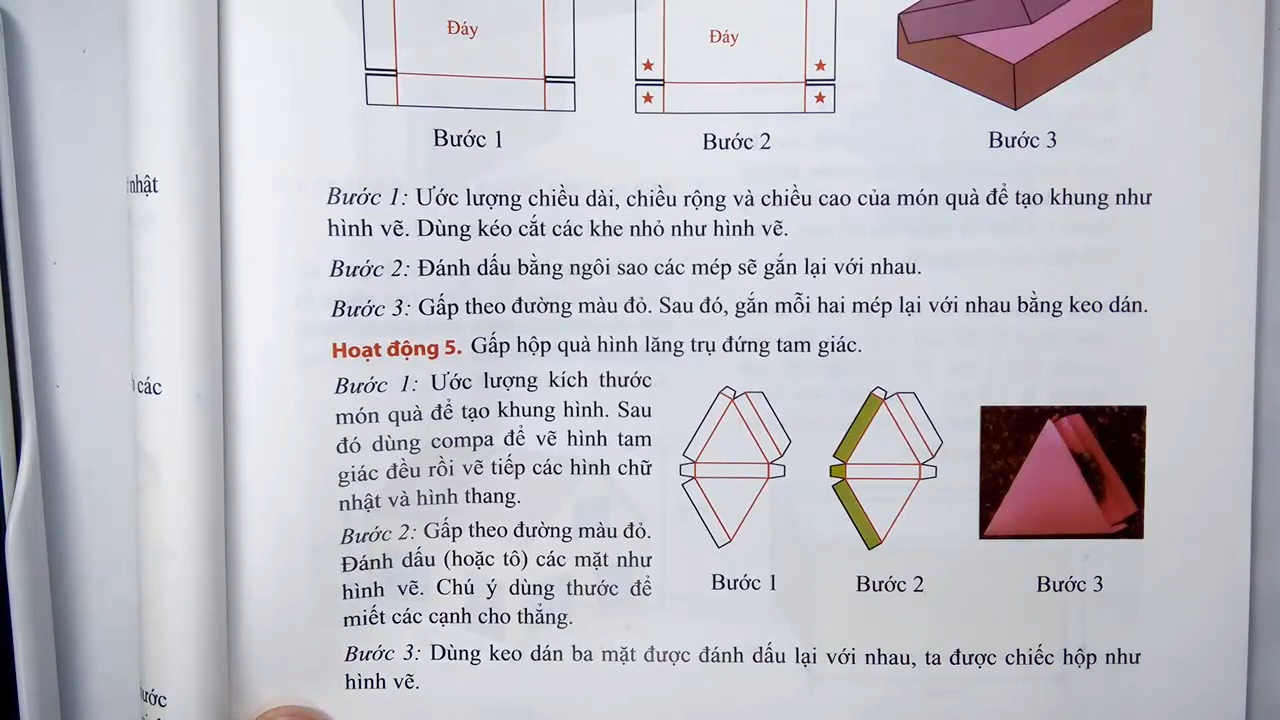 Đáy
Đáy
Bước 1
Bước 2
Bước 3
nhật
Bước 1: Ước lượng chiều dài, chiều rộng và chiều cao của món quà để tạo khung như
hình vẽ. Dùng kéo cắt các khe nhỏ như hình vẽ.
Bước 2: Đánh dấu bằng ngôi sao các mép sẽ gắn lại với nhau.
Bước 3: Gấp theo đường màu đỏ. Sau đó, gắn mỗi hai mép lại với nhau bằng keo dán.
Hoạt động 5. Gấp hộp quà hình lăng trụ đứng tam giác.
các
Bước 1: Ước lượng kích thước
món quà để tạo khung hình. Sau
đó dùng compa để vẽ hình tam
giác đều rồi vẽ tiếp các hình chữ
nhật và hình thang.
Bước 2: Gấp theo đường màu đỏ.
Đánh dấu (hoặc tô) các mặt như
hình vẽ. Chú ý dùng thước để
miết các cạnh cho thẳng.
Bước 1
Bước 2
Bước 3
Bước 3: Dùng keo dán ba mặt được đánh dấu lại với nhau, ta được chiếc hộp như
hình vẽ.